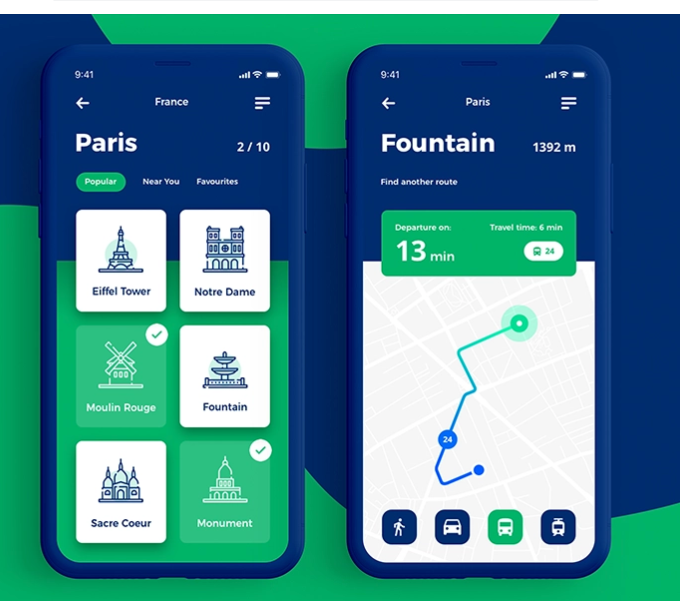 9:41
France
Paris
2 / 10
Popular
Near You
Favourites
Eiffel Tower
Notre Dame
Moulin Rouge
Fountain
Sacre Coeur
Monument
9:41
Paris
Fountain
1392 m
Find another route
Departure on:
Travel time: 6 min
13 min
24
24